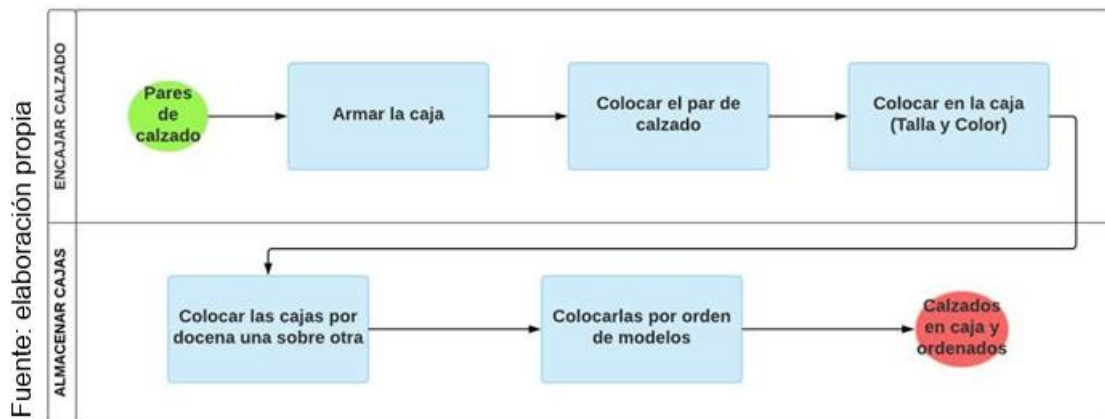 Fuente: elaboración propia
ENCAJAR CALZADO
Pares
de
calzado
Armar la caja
Colocar el par de
calzado
Colocar en la caja
(Talla y Color)
ALMACENAR CAJAS
Colocar las cajas por
docena una sobre otra
Colocarlas por orden
de modelos
Calzados
en caja y
ordenados